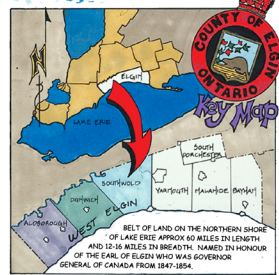 COUNTY OF ELGIN
ONTARIO
Key Map
N
ELGIN
LAKE ERIE
SOUTH
DORCHESTER
SOUTHWOLD
YARMOUTH
MALAHIDE
BAYHAM
DUNWICH
ALDBOROUGH
WEST ELGIN
BELT OF LAND ON THE NORTHERN SHORE
OF LAKE ERIE APPROX 60 MILES IN LENGTH
AND 12-16 MILES IN BREADTH. NAMED IN HONOUR
OF THE EARL OF ELGIN WHO WAS GOVERNOR
GENERAL OF CANADA FROM 1847-1854.